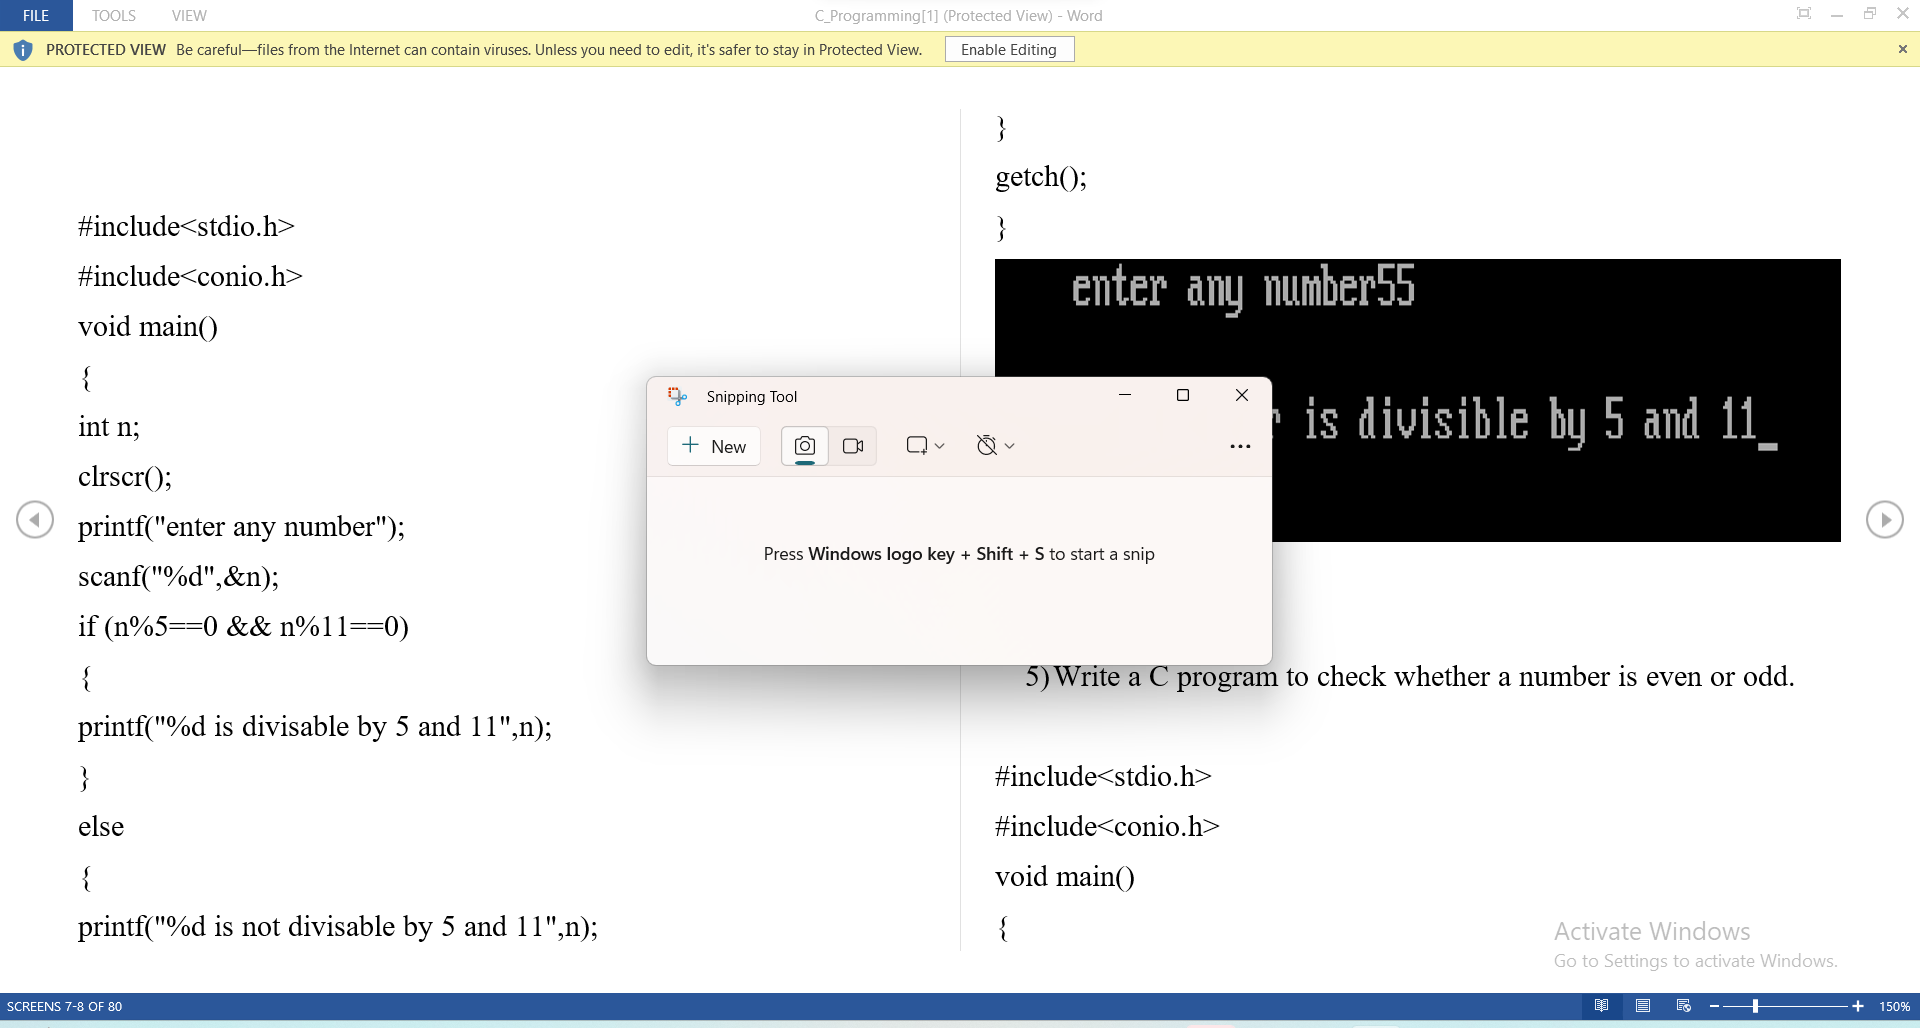 FILE TOOLS VIEW C_Programming[1] (Protected View) - Word
PROTECTED VIEW Be careful—files from the Internet can contain viruses. Unless you need to edit, it's safer to stay in Protected View. Enable Editing
#include<stdio.h>
#include<conio.h>
void main()
{
int n;
clrscr();
printf("enter any number");
scanf("%d",&n);
if (n%5==0 && n%11==0)
{
printf("%d is divisable by 5 and 11",n);
}
else
{
printf("%d is not divisable by 5 and 11",n);
}
getch();
}
enter any number55
is divisible by 5 and 11_
Snipping Tool
New
Press Windows logo key + Shift + S to start a snip
5) Write a C program to check whether a number is even or odd.
#include<stdio.h>
#include<conio.h>
void main()
{
Activate Windows
Go to Settings to activate Windows.
SCREENS 7-8 OF 80 150%